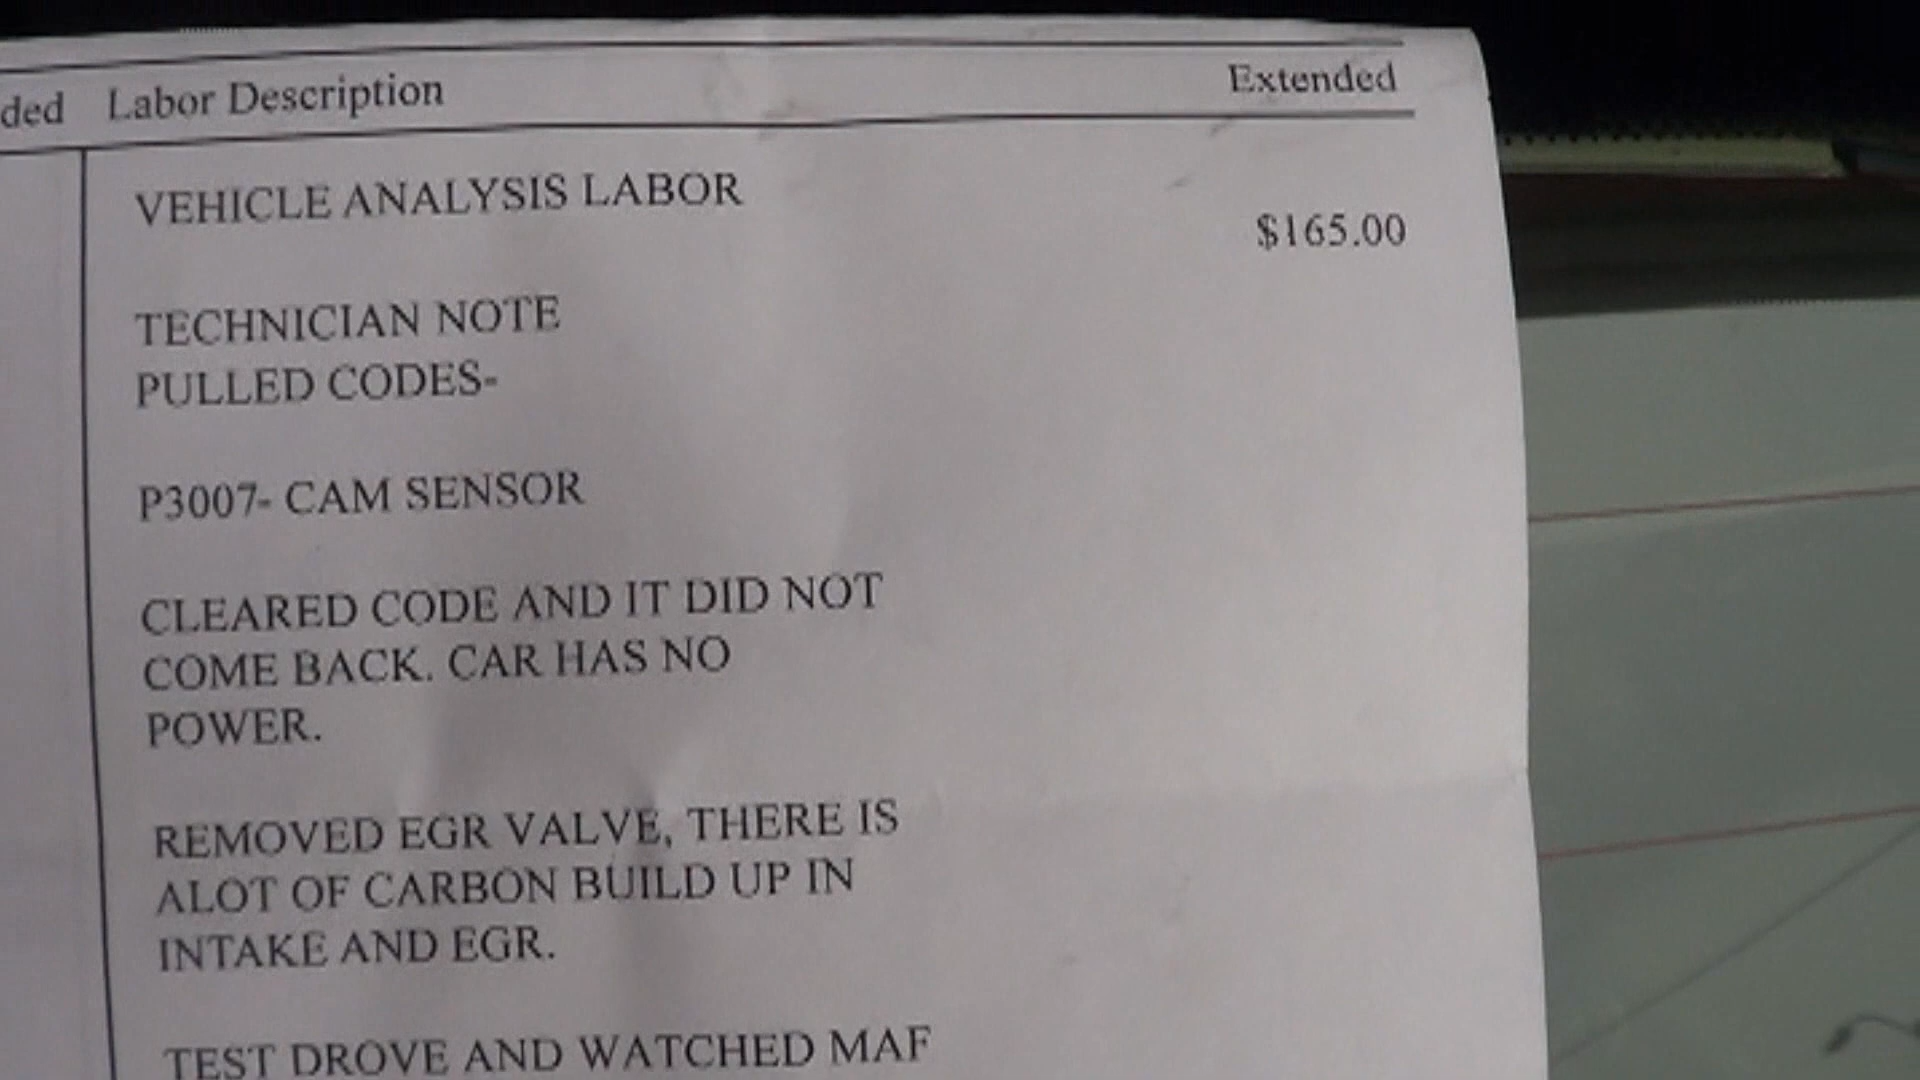 ded Labor Description Extended
VEHICLE ANALYSIS LABOR
$165.00
TECHNICIAN NOTE
PULLED CODES-
P3007- CAM SENSOR
CLEARED CODE AND IT DID NOT
COME BACK. CAR HAS NO
POWER.
REMOVED EGR VALVE, THERE IS
ALOT OF CARBON BUILD UP IN
INTAKE AND EGR.
TEST DROVE AND WATCHED MAF